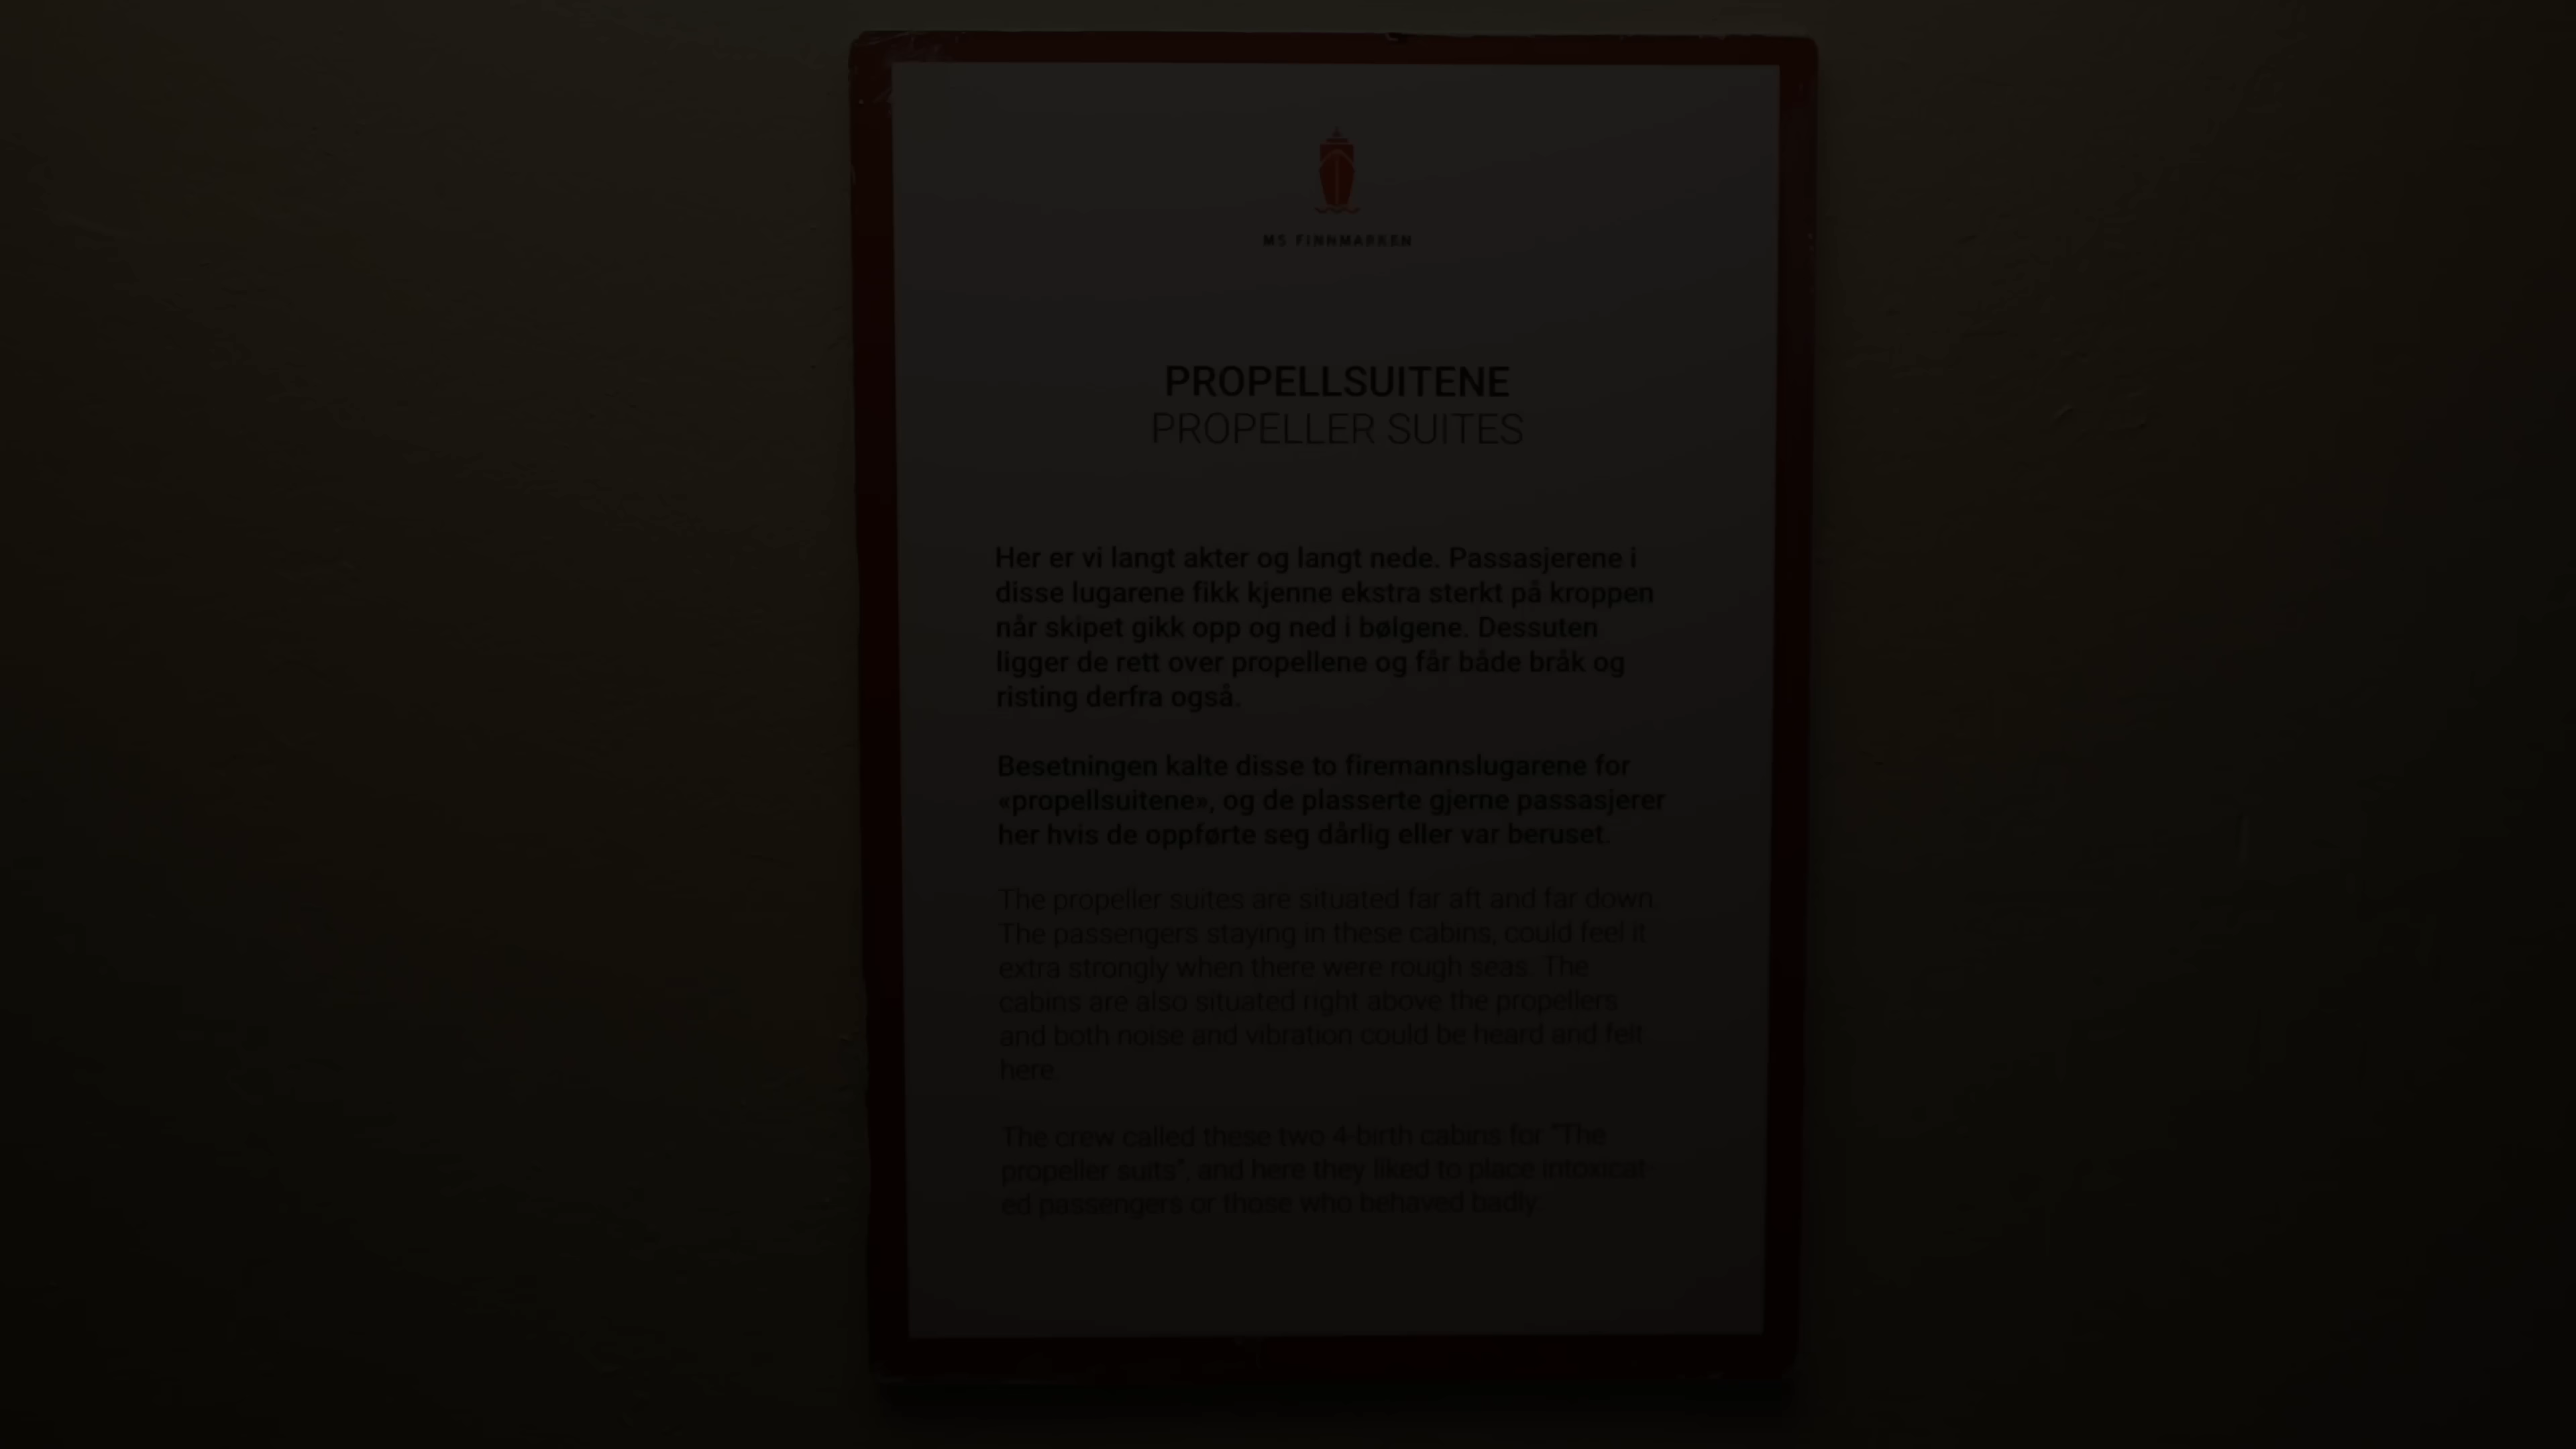 MS FINNMARKEN
PROPELLSUITENE
PROPELLER SUITES
Her er vi langt akter og langt nede. Passasjerene i
disse lugarene fikk kjenne ekstra sterkt på kroppen
når skipet gikk opp og ned i bølgene. Dessuten
ligger de rett over propellene og får både bråk og
risting derfra også.
Besetningen kalte disse to firemannslugarene for
«propellsuitene», og de plasserte gjerne passasjerer
her hvis de oppførte seg dårlig eller var beruset.
The propeller suites are situated far aft and far down.
The passengers staying in these cabins, could feel it
extra strongly when there were rough seas. The
cabins are also situated right above the propellers
and both noise and vibration could be heard and felt
here.
The crew called these two 4-birth cabins for "The
propeller suits", and here they liked to place intoxicat
ed passengers or those who behaved badly.